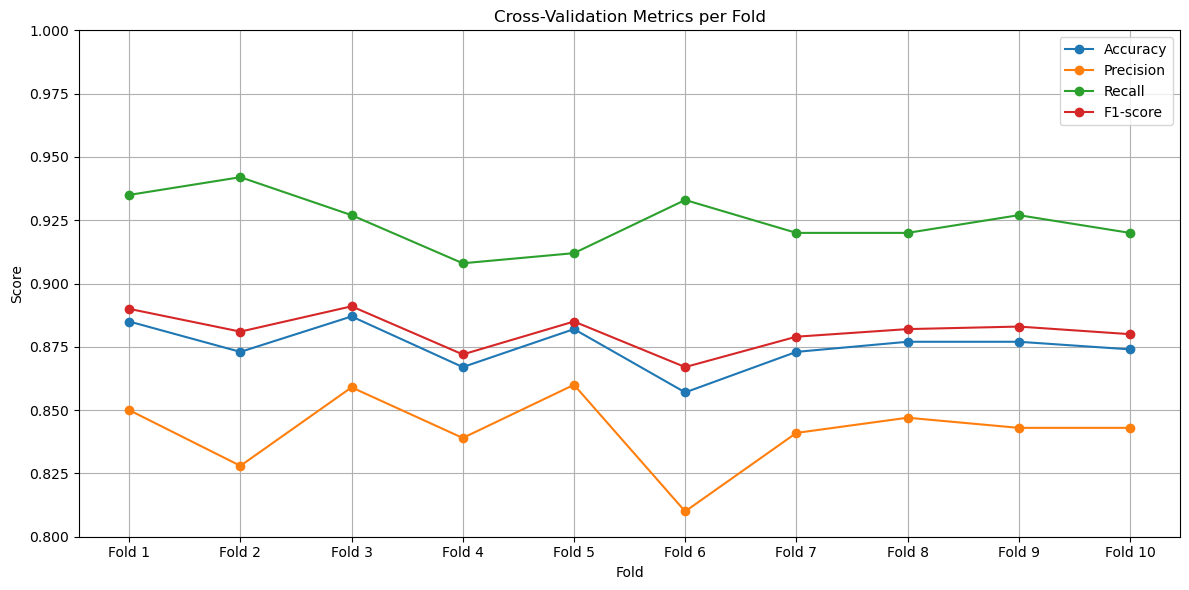 Cross-Validation Metrics per Fold
1.000
0.975
0.950
0.925
0.900
0.875
0.850
0.825
0.800
Score
Accuracy
Precision
Recall
F1-score
Fold 1 Fold 2 Fold 3 Fold 4 Fold 5 Fold 6 Fold 7 Fold 8 Fold 9 Fold 10
Fold